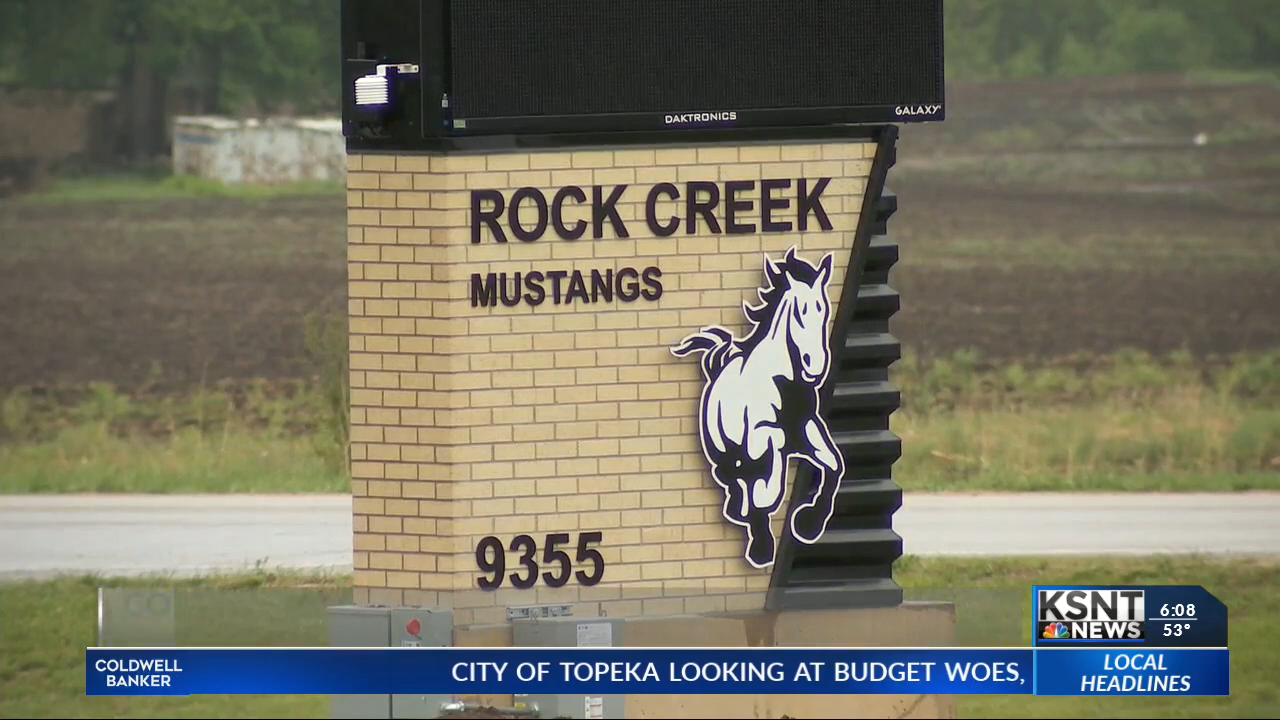 DAKTRONICS
GALAXY
ROCK CREEK
MUSTANGS
9355
KSNT
NEWS
6:08
53°
COLDWELL
BANKER
CITY OF TOPEKA LOOKING AT BUDGET WOES,
LOCAL
HEADLINES